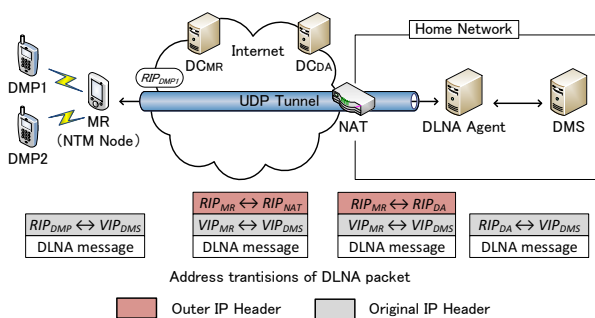 Home Network
Internet
DCMR
DCDA
DMP1
RIPDMP1
UDP Tunnel
DMP2
MR
(NTM Node)
NAT
DLNA Agent
DMS
RIPMR ↔ RIPNAT
RIPMR ↔ RIPDA
RIPDMP ↔ VIPDMS
VIPMR ↔ VIPDMS
VIPMR ↔ VIPDMS
RIPDA ↔ VIPDMS
DLNA message
DLNA message
DLNA message
DLNA message
Address trantisions of DLNA packet
Outer IP Header
Original IP Header